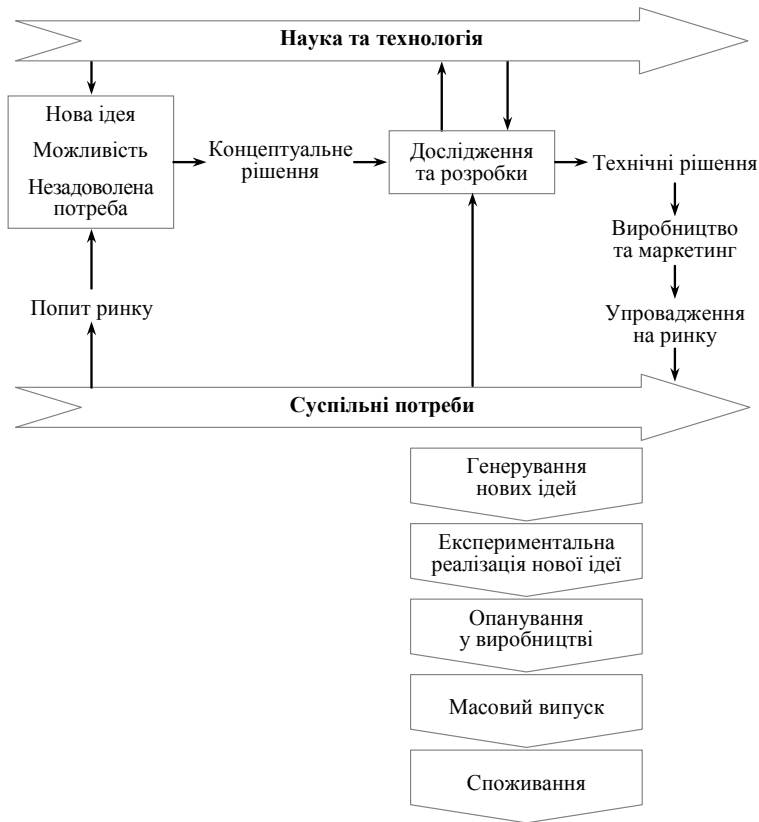 Наука та технологія
Нова ідея
Можливість
Незадоволена
потреба
Концептуальне
рішення
Дослідження
та розробки
Технічні рішення
Виробництво
та маркетинг
Упровадження
на ринку
Попит ринку
Суспільні потреби
Генерування
нових ідей
Експериментальна
реалізація нової ідеї
Опанування
у виробництві
Масовий випуск
Споживання